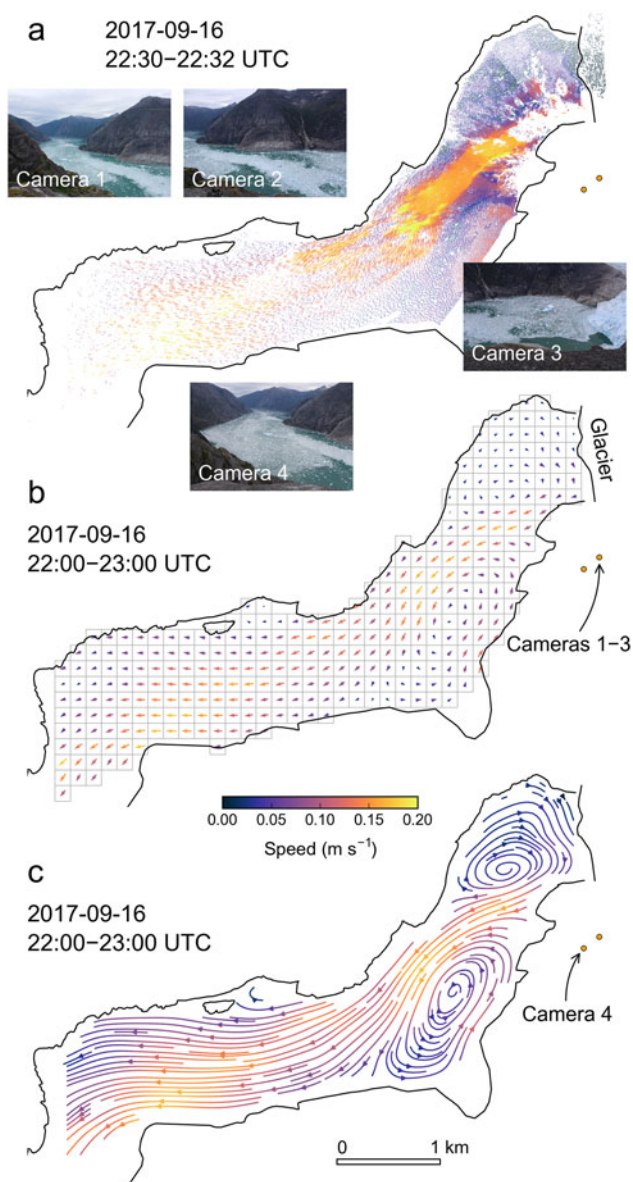 a
2017-09-16
22:30−22:32 UTC
Camera 1
Camera 2
Camera 3
Camera 4
Glacier
b
2017-09-16
22:00−23:00 UTC
Cameras 1−3
0.00 0.05 0.10 0.15 0.20
Speed (m s⁻¹)
c
2017-09-16
22:00−23:00 UTC
Camera 4
0 1 km